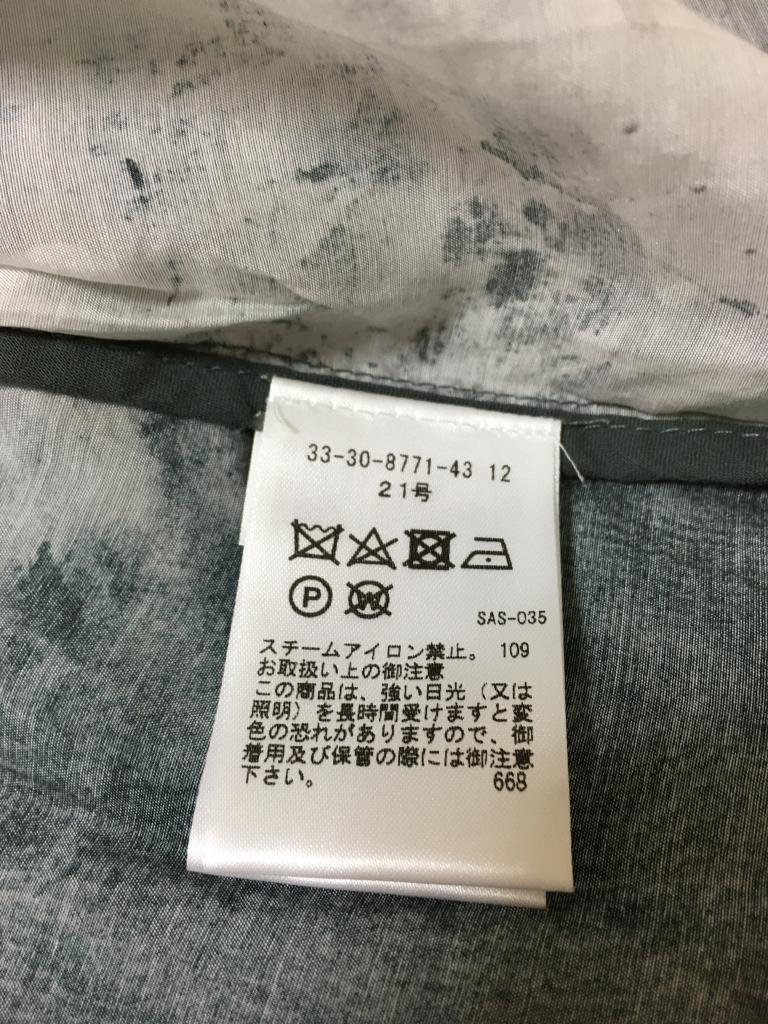 33-30-8771-43 12
21号
P W
SAS-035
スチームアイロン禁止。 109
お取扱い上の御注意
この商品は、強い日光（又は
照明）を長時間受けますと変
色の恐れがありますので、御
着用及び保管の際には御注意
下さい。 668